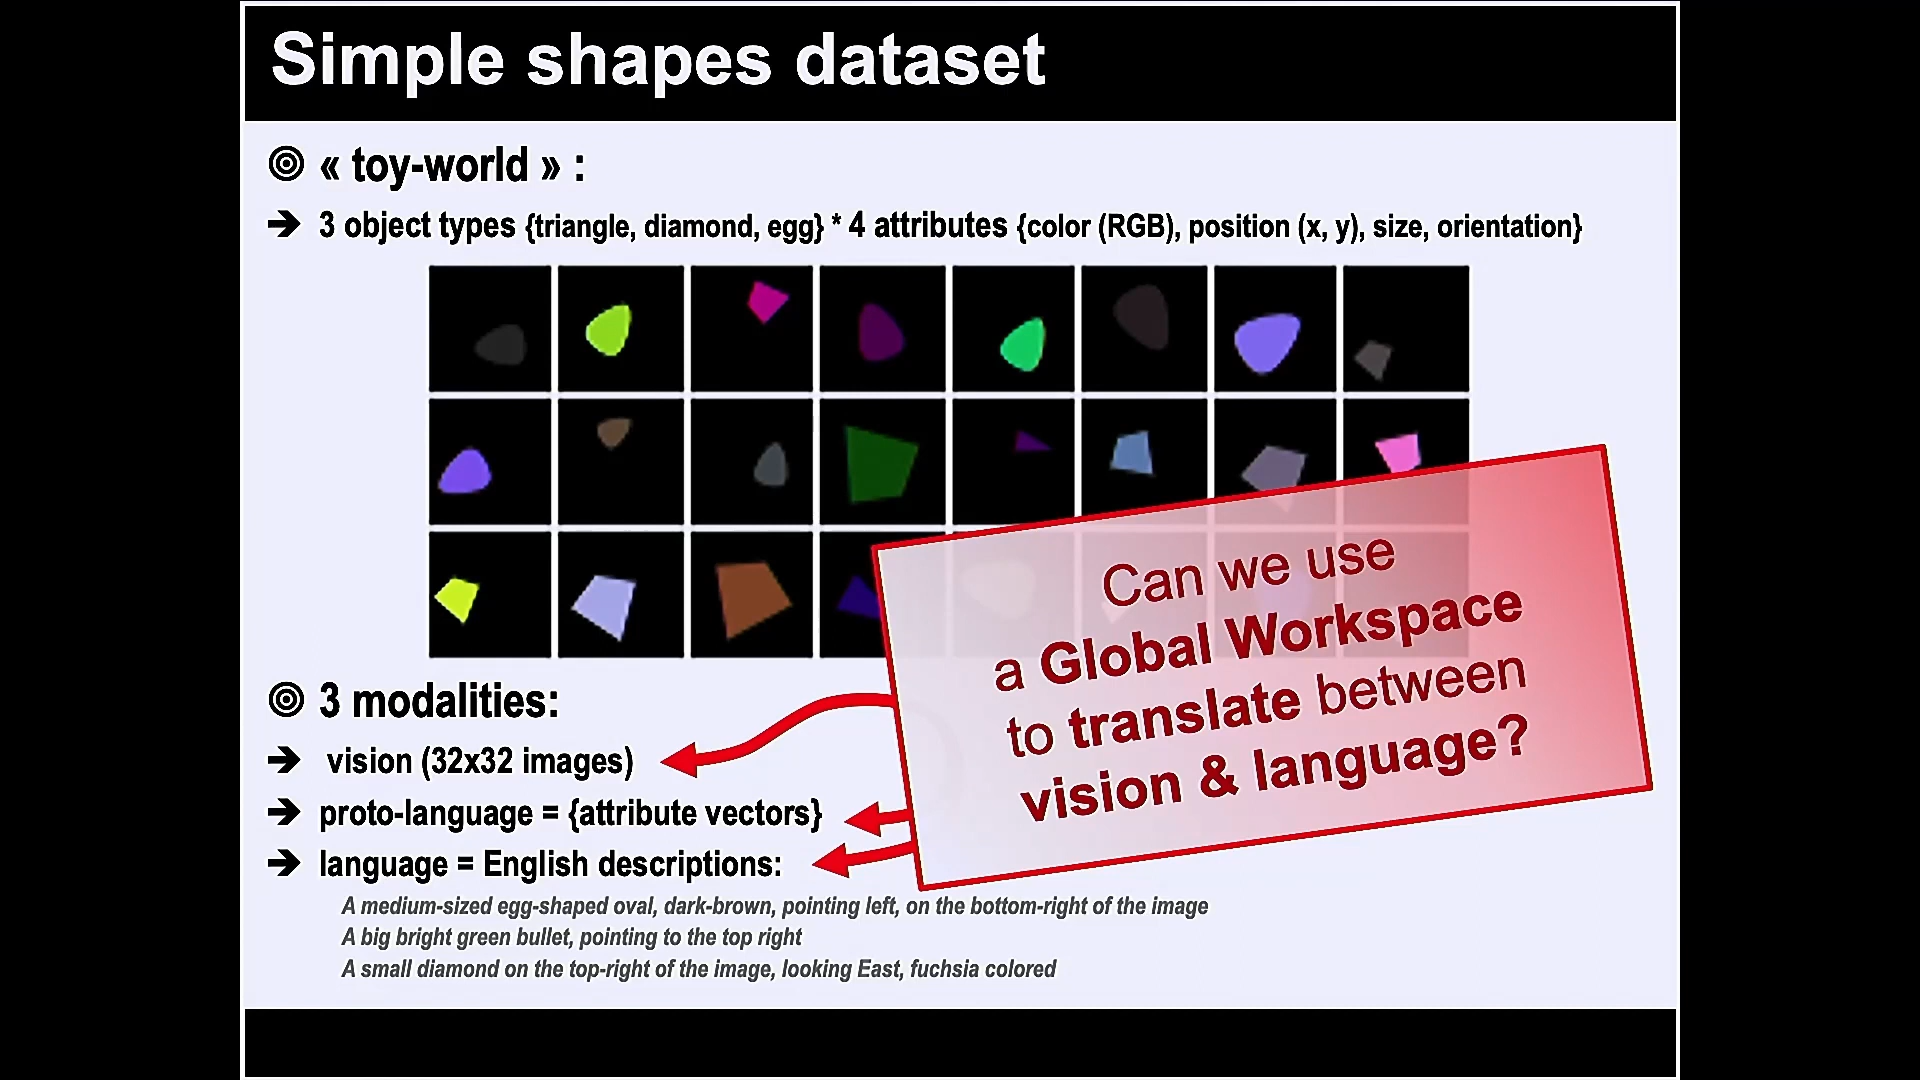 Simple shapes dataset
« toy-world » :
3 object types {triangle, diamond, egg} * 4 attributes {color (RGB), position (x, y), size, orientation}
Can we use
a Global Workspace
to translate between
vision & language?
3 modalities:
vision (32x32 images)
proto-language = {attribute vectors}
language = English descriptions:
A medium-sized egg-shaped oval, dark-brown, pointing left, on the bottom-right of the image
A big bright green bullet, pointing to the top right
A small diamond on the top-right of the image, looking East, fuchsia colored